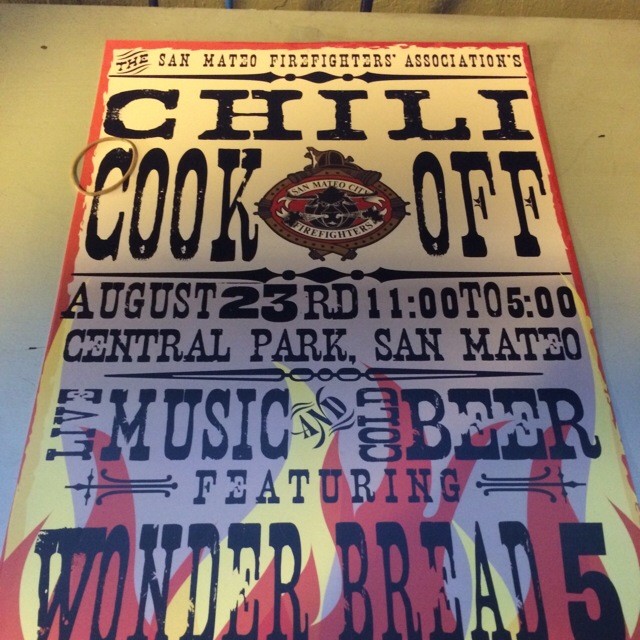 THE SAN MATEO FIREFIGHTERS' ASSOCIATION'S
CHILI
COOK OFF
SAN MATEO CITY
FIREFIGHTERS
AUGUST 23RD 11:00 TO 5:00
CENTRAL PARK, SAN MATEO
LIVE MUSIC AND COLD BEER
FEATURING
WONDER BREAD 5